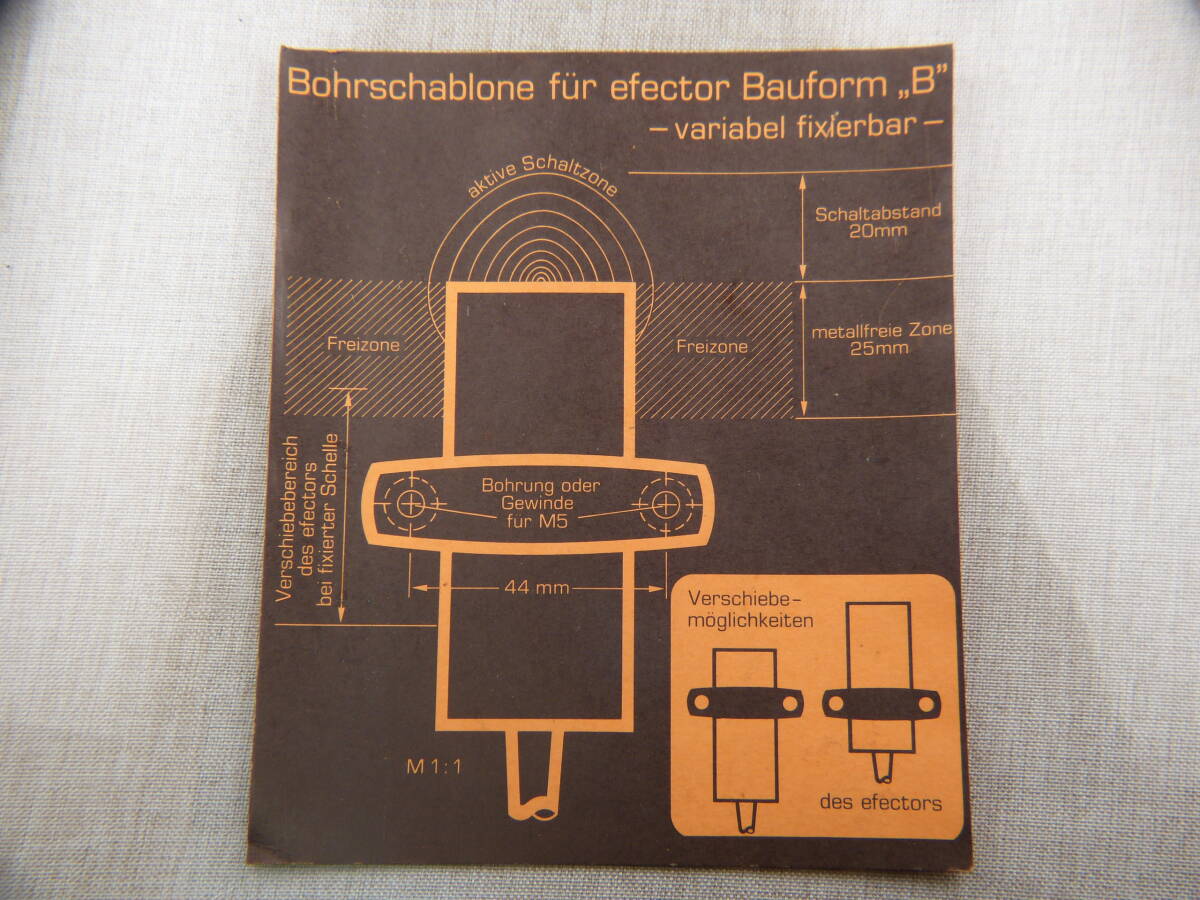 Bohrschablone für efector Bauform „B”
– variabel fixierbar –
aktive Schaltzone
Schaltabstand
20mm
Freizone
Freizone
metallfreie Zone
25mm
Verschiebebereich
des efectors
bei fixierter Schelle
Bohrung oder
Gewinde
für M5
44 mm
M 1:1
Verschiebe–
möglichkeiten
des efectors